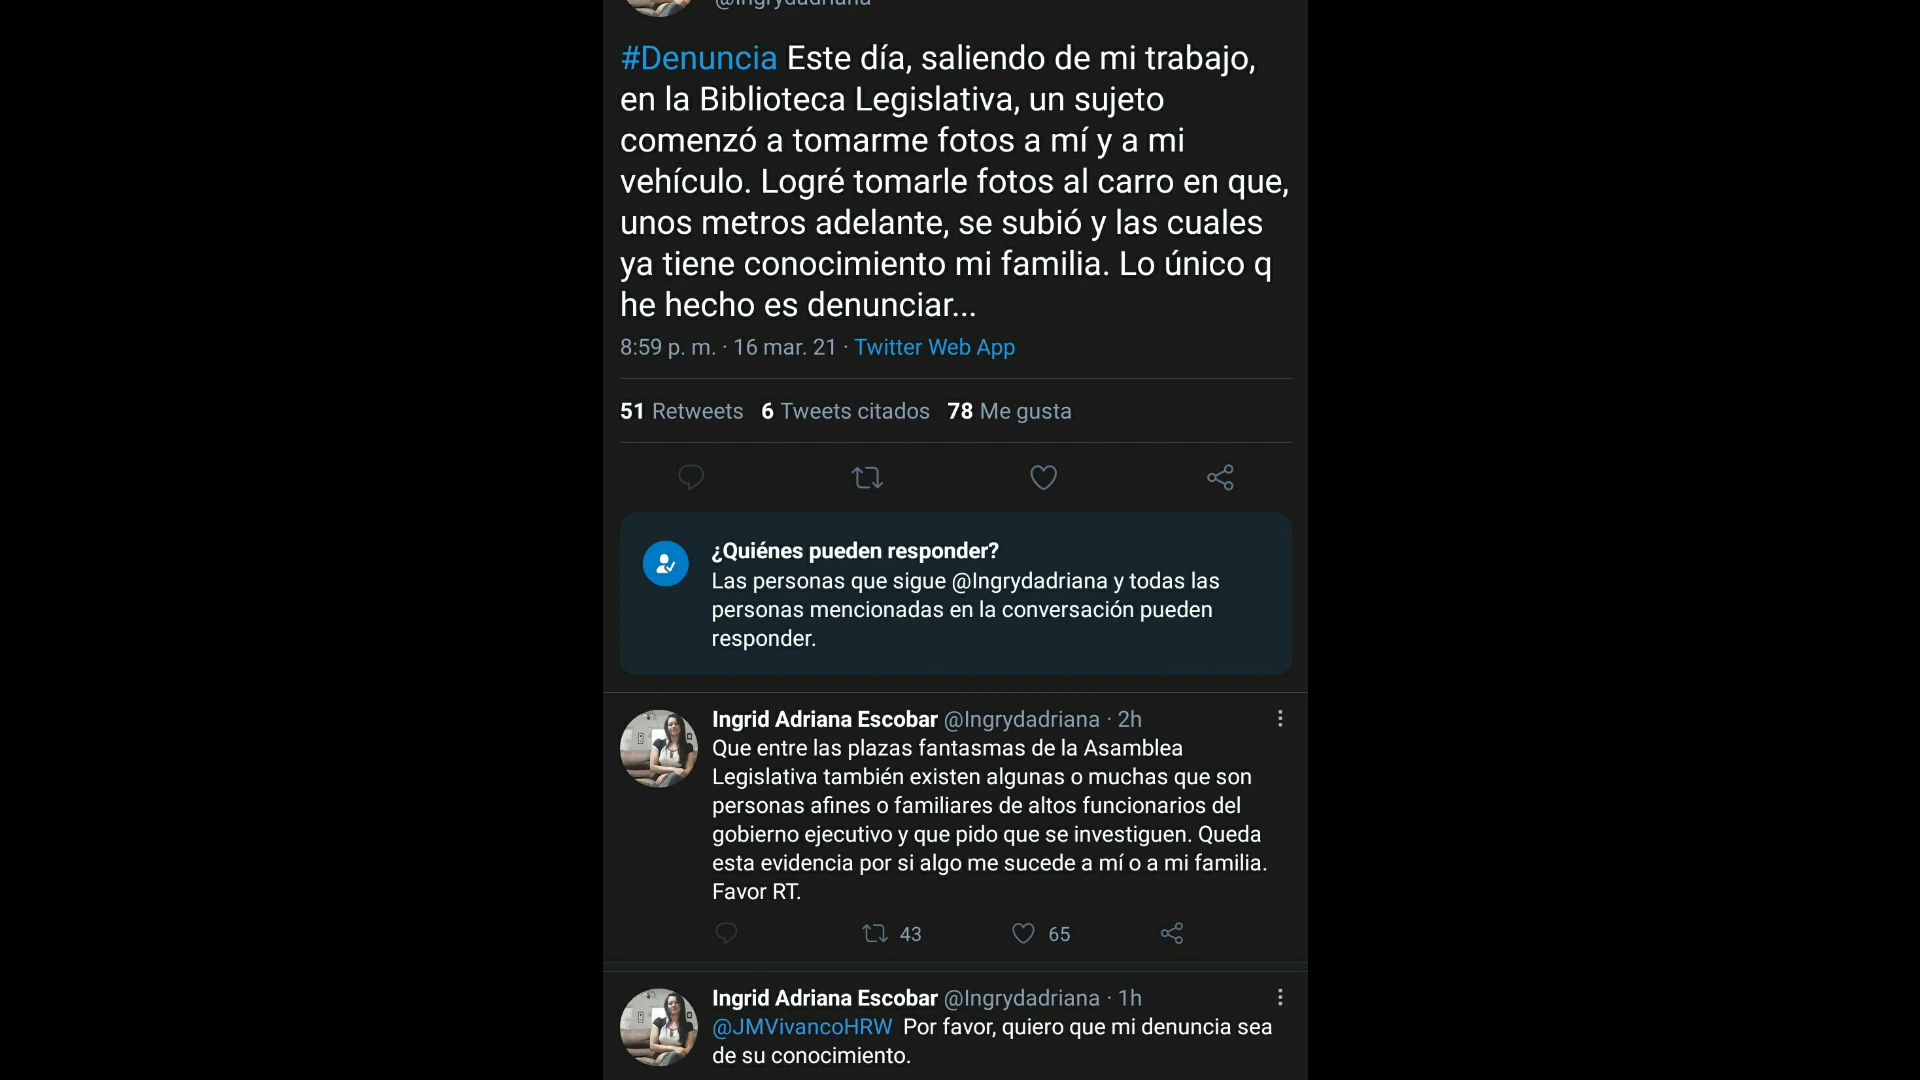 @Ingrydadriana
#Denuncia Este día, saliendo de mi trabajo,
en la Biblioteca Legislativa, un sujeto
comenzó a tomarme fotos a mí y a mi
vehículo. Logré tomarle fotos al carro en que,
unos metros adelante, se subió y las cuales
ya tiene conocimiento mi familia. Lo único q
he hecho es denunciar...
8:59 p. m. · 16 mar. 21 · Twitter Web App
51 Retweets 6 Tweets citados 78 Me gusta
¿Quiénes pueden responder?
Las personas que sigue @Ingrydadriana y todas las
personas mencionadas en la conversación pueden
responder.
Ingrid Adriana Escobar @Ingrydadriana · 2h
Que entre las plazas fantasmas de la Asamblea
Legislativa también existen algunas o muchas que son
personas afines o familiares de altos funcionarios del
gobierno ejecutivo y que pido que se investiguen. Queda
esta evidencia por si algo me sucede a mí o a mi familia.
Favor RT.
43 65
Ingrid Adriana Escobar @Ingrydadriana · 1h
@JMVivancoHRW Por favor, quiero que mi denuncia sea
de su conocimiento.